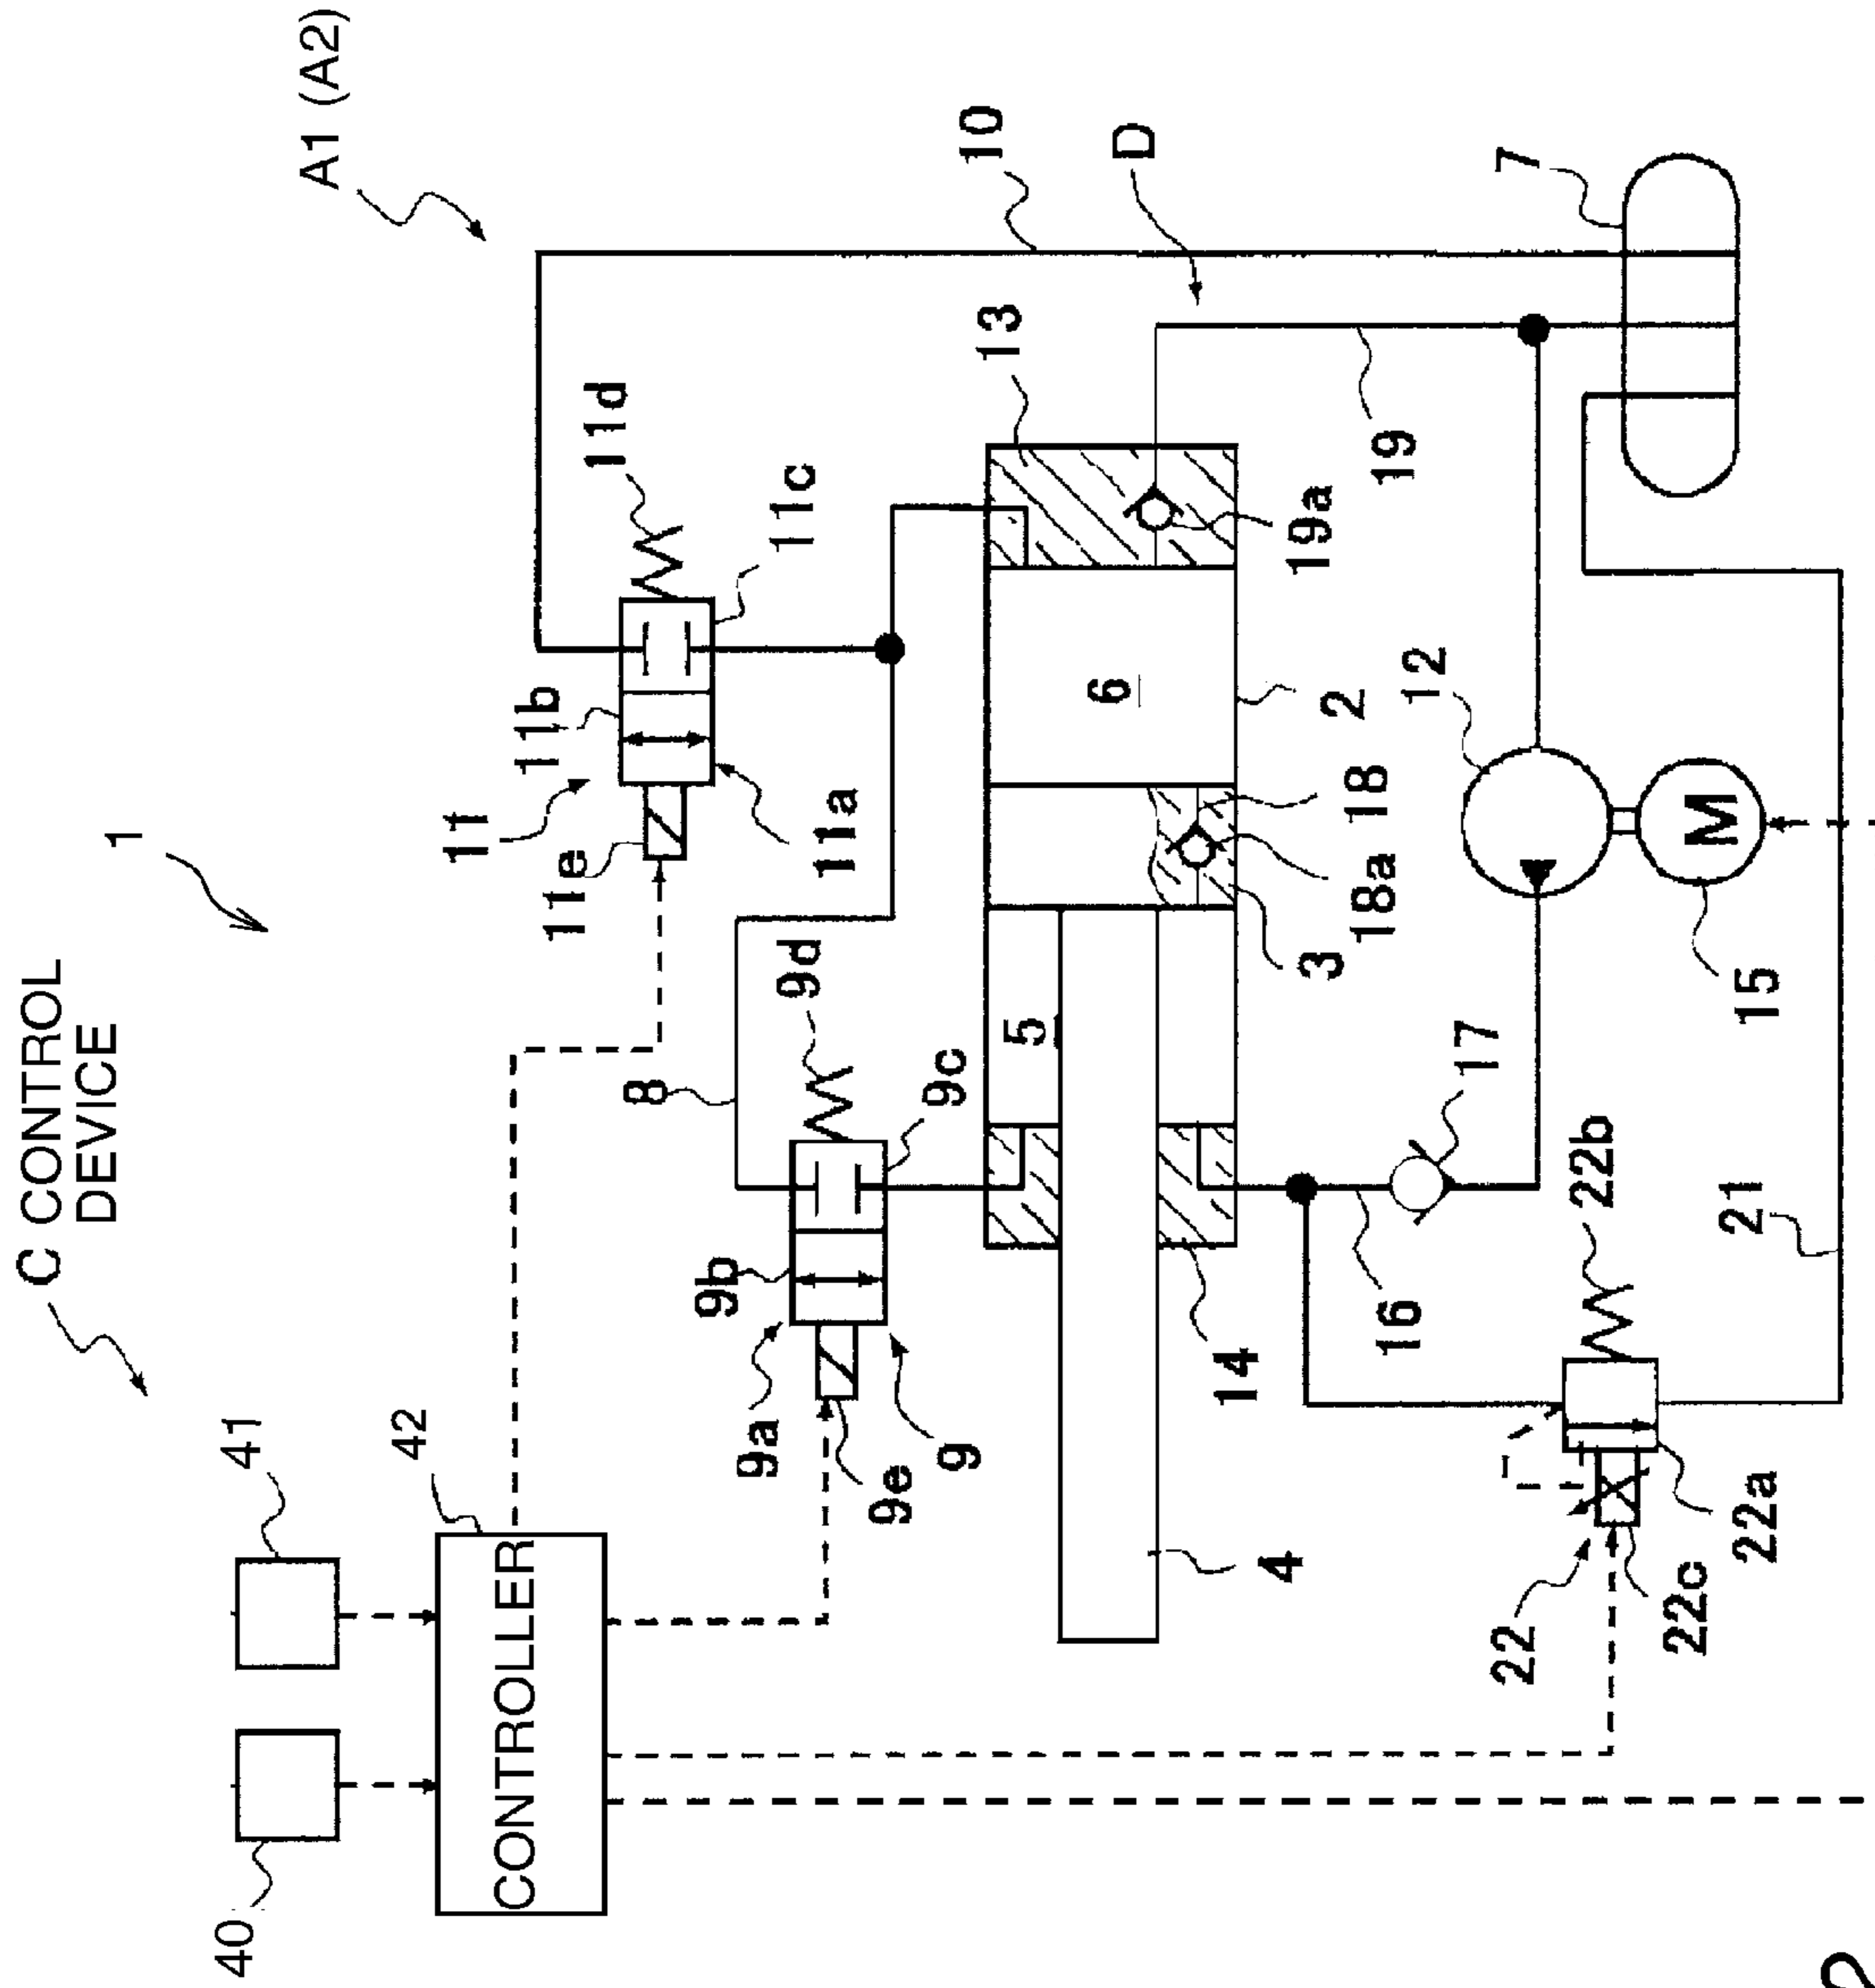 C CONTROL
DEVICE
1
A1 (A2)
40
41
42
CONTROLLER
11
11b
11d
11e
11c
11a
10
D
8
9b
9d
9a
9e
9
9c
13
5
6
14
4
3
18a
18
2
19a
19
7
16
17
12
M
15
22
22c
22a
22b
21
2